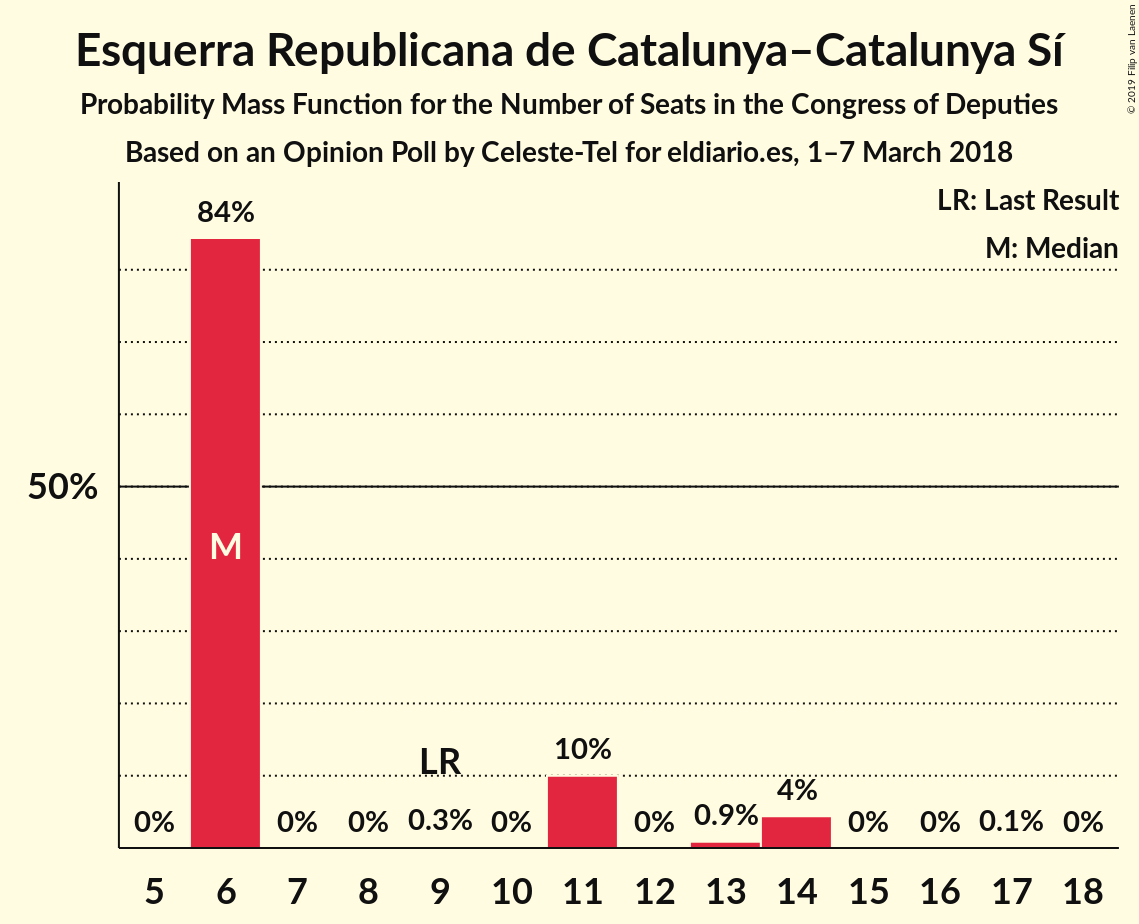 Esquerra Republicana de Catalunya–Catalunya Sí
Probability Mass Function for the Number of Seats in the Congress of Deputies
Based on an Opinion Poll by Celeste-Tel for eldiario.es, 1–7 March 2018
© 2019 Filip van Laenen
LR: Last Result
M: Median
84%
50%
M
LR
10%
4%
0% 0% 0% 0.3% 0% 0% 0.9% 0% 0% 0.1% 0%
5 6 7 8 9 10 11 12 13 14 15 16 17 18